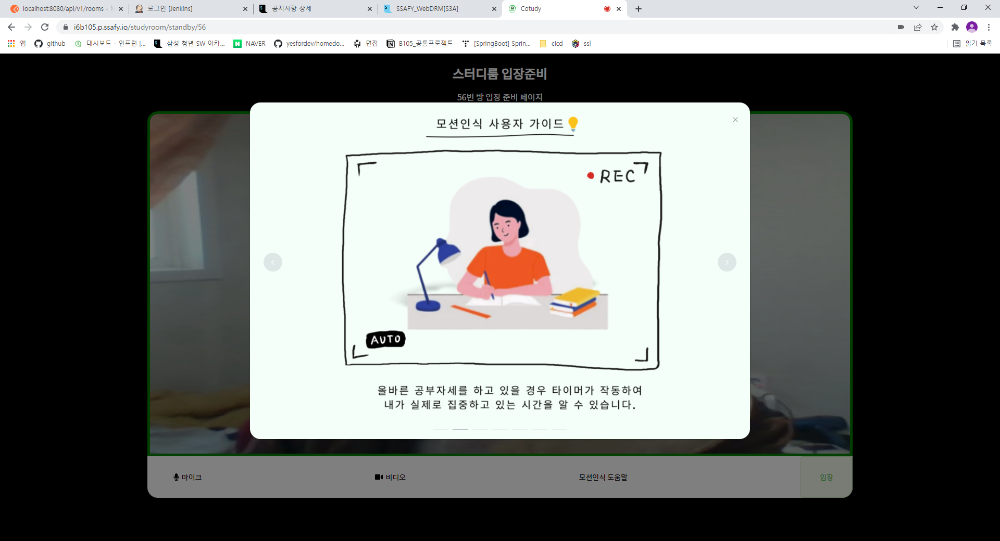 localhost:8080/api/v1/rooms -
로그인 [Jenkins]
공지사항 상세
SSAFY_WebDRM[S3A]
Cotudy
i6b105.p.ssafy.io/studyroom/standby/56
앱
github
대시보드 - 인프런 |...
삼성 청년 SW 아카...
NAVER
yesfordev/homedo...
면접
B105_공통프로젝트
[SpringBoot] Sprin...
cicd
ssl
읽기 목록
스터디룸 입장준비
56번 방 입장 준비 페이지
모션인식 사용자 가이드
REC
AUTO
올바른 공부자세를 하고 있을 경우 타이머가 작동하여
내가 실제로 집중하고 있는 시간을 알 수 있습니다.
마이크
비디오
모션인식 도움말
입장